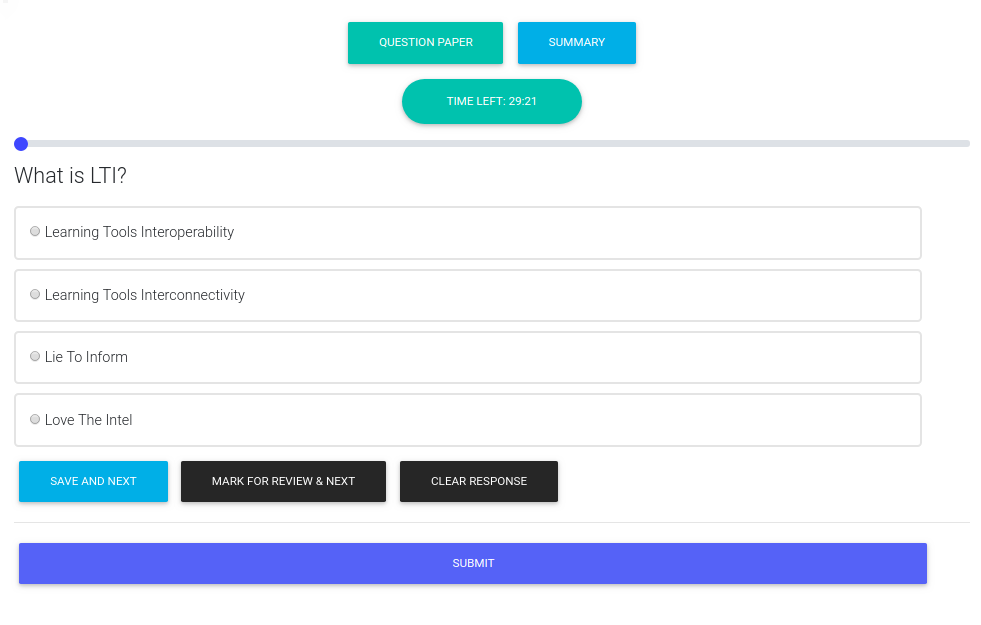 QUESTION PAPER SUMMARY
TIME LEFT: 29:21
What is LTI?
Learning Tools Interoperability
Learning Tools Interconnectivity
Lie To Inform
Love The Intel
SAVE AND NEXT MARK FOR REVIEW & NEXT CLEAR RESPONSE
SUBMIT